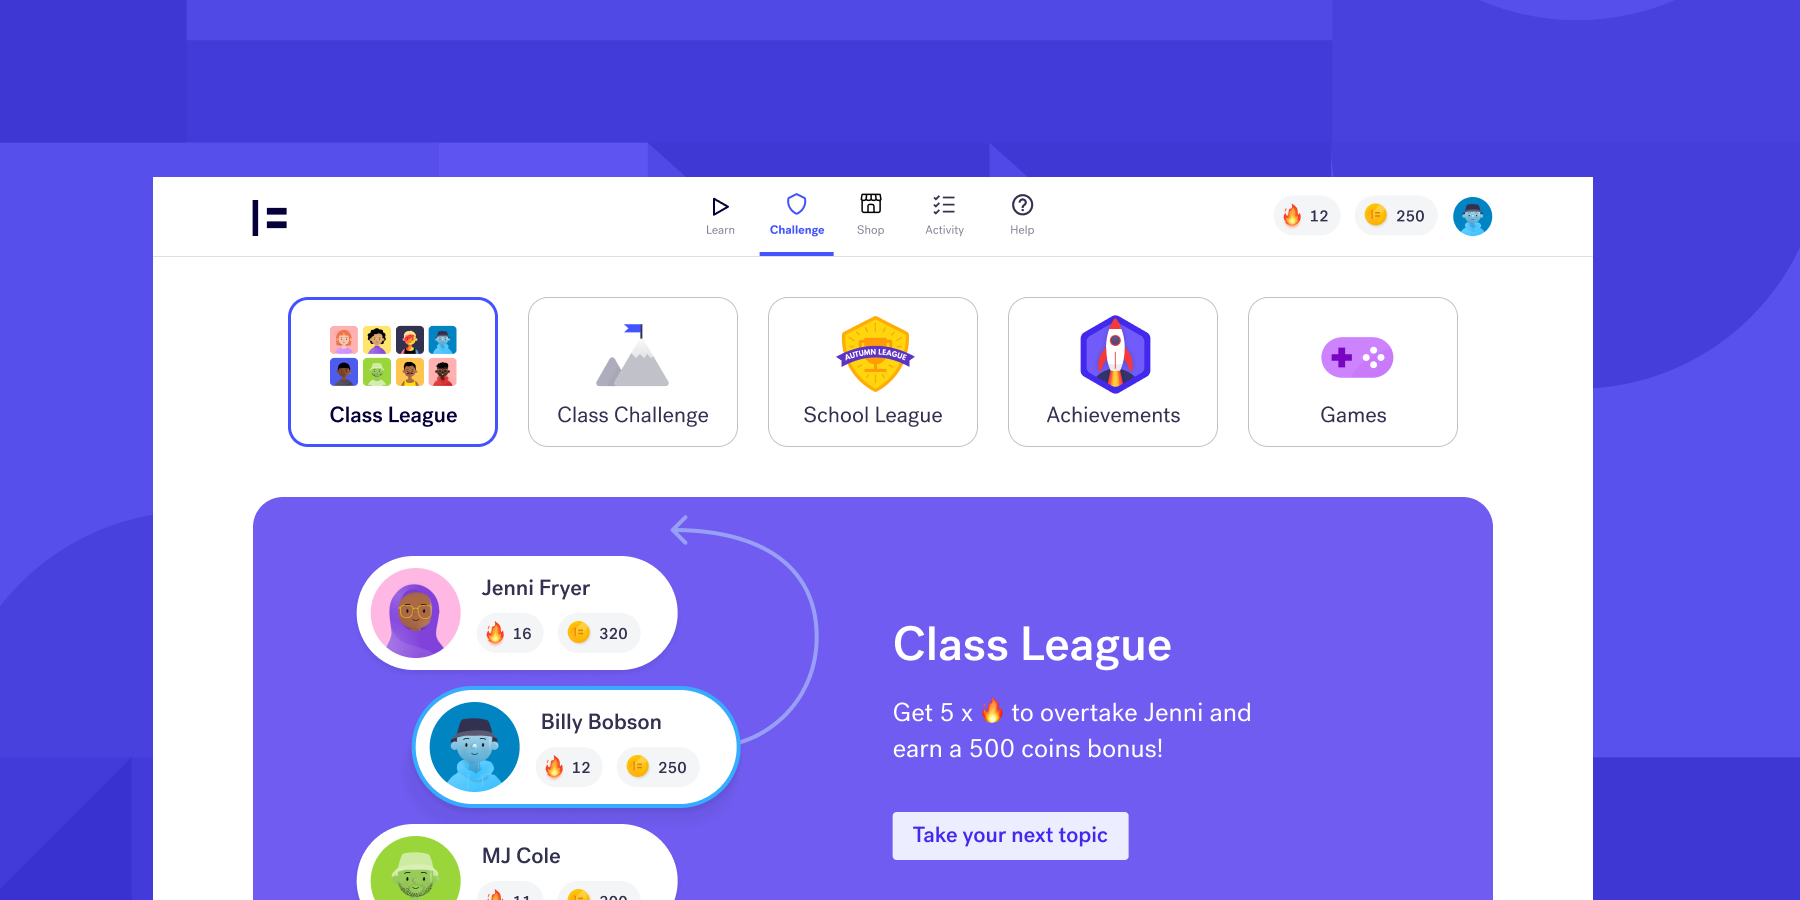 Learn
Challenge
Shop
Activity
Help
12
250
Class League
Class Challenge
AUTUMN LEAGUE
School League
Achievements
Games
Jenni Fryer
16
320
Billy Bobson
12
250
MJ Cole
11
Class League
Get 5 x 🔥 to overtake Jenni and
earn a 500 coins bonus!
Take your next topic